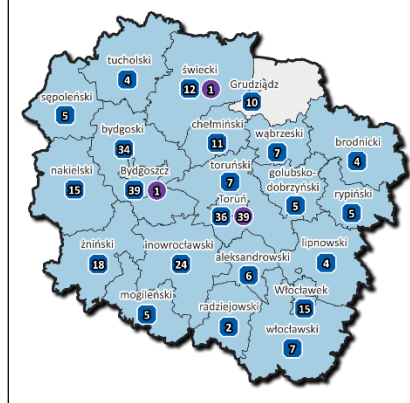 tucholski
4
świecki
12 1
Grudziądz
10
sępoleński
5
bydgoski
34
chełmiński
11
wąbrzeski
7
brodnicki
4
nakielski
15
Bydgoszcz
39 1
toruński
7
golubsko-
dobrzyński
5
rypiński
5
Toruń
36 39
żniński
18
inowrocławski
24
aleksandrowski
6
lipnowski
4
mogileński
5
radziejowski
2
Włocławek
15
włocławski
7